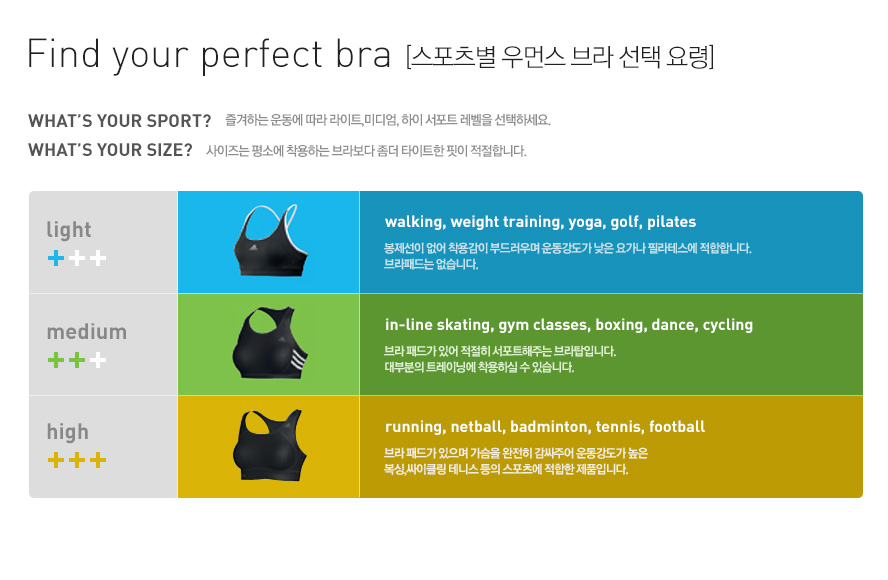 Find your perfect bra [스포츠별 우먼스 브라 선택 요령]
WHAT'S YOUR SPORT? 즐겨하는 운동에 따라 라이트,미디엄, 하이 서포트 레벨을 선택하세요.
WHAT'S YOUR SIZE? 사이즈는 평소에 착용하는 브라보다 좀더 타이트한 핏이 적절합니다.
light
walking, weight training, yoga, golf, pilates
봉제선이 없어 착용감이 부드러우며 운동강도가 낮은 요가나 필라테스에 적합합니다.
브라패드는 없습니다.
medium
in-line skating, gym classes, boxing, dance, cycling
브라 패드가 있어 적절히 서포트해주는 브라탑입니다.
대부분의 트레이닝에 착용하실 수 있습니다.
high
running, netball, badminton, tennis, football
브라 패드가 있으며 가슴을 완전히 감싸주어 운동강도가 높은
복싱,싸이클링 테니스 등의 스포츠에 적합한 제품입니다.